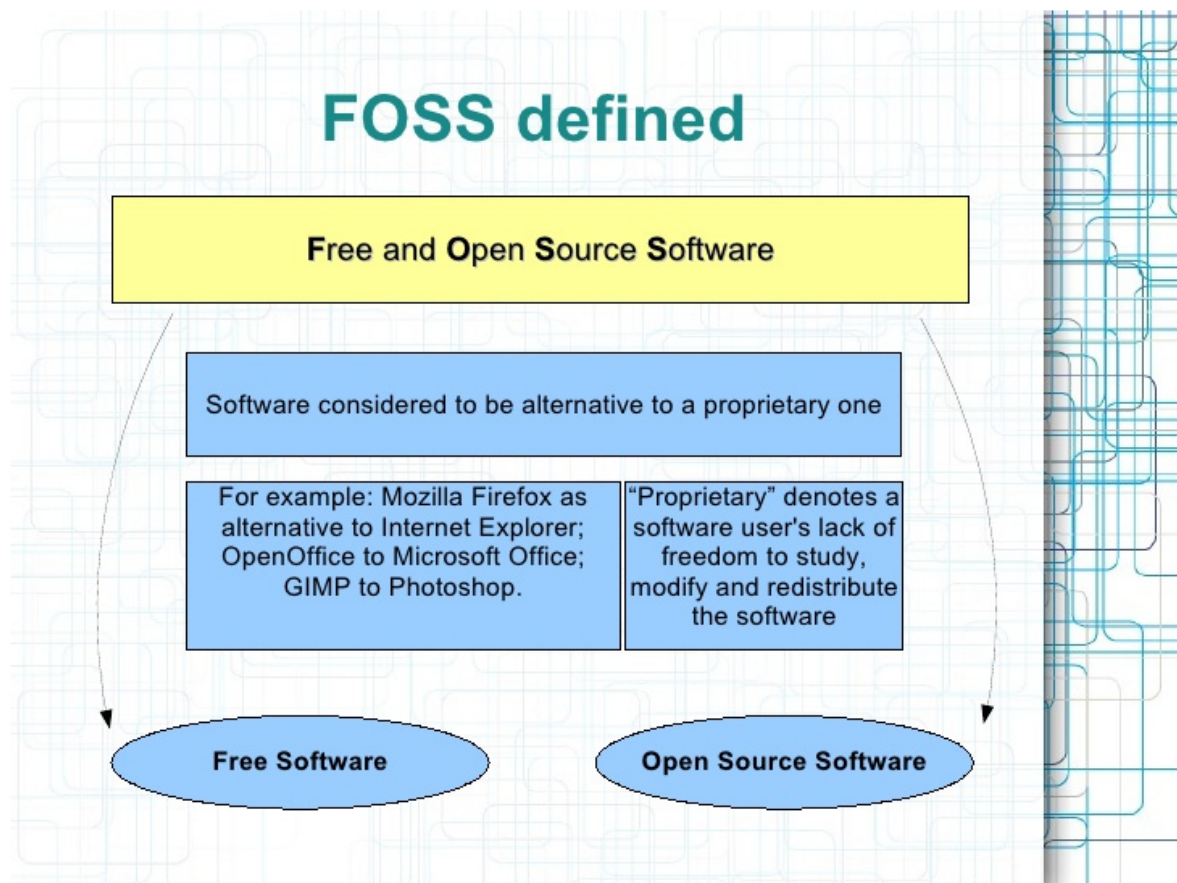 FOSS defined
Free and Open Source Software
Software considered to be alternative to a proprietary one
For example: Mozilla Firefox as
alternative to Internet Explorer;
OpenOffice to Microsoft Office;
GIMP to Photoshop.
“Proprietary” denotes a
software user's lack of
freedom to study,
modify and redistribute
the software
Free Software
Open Source Software